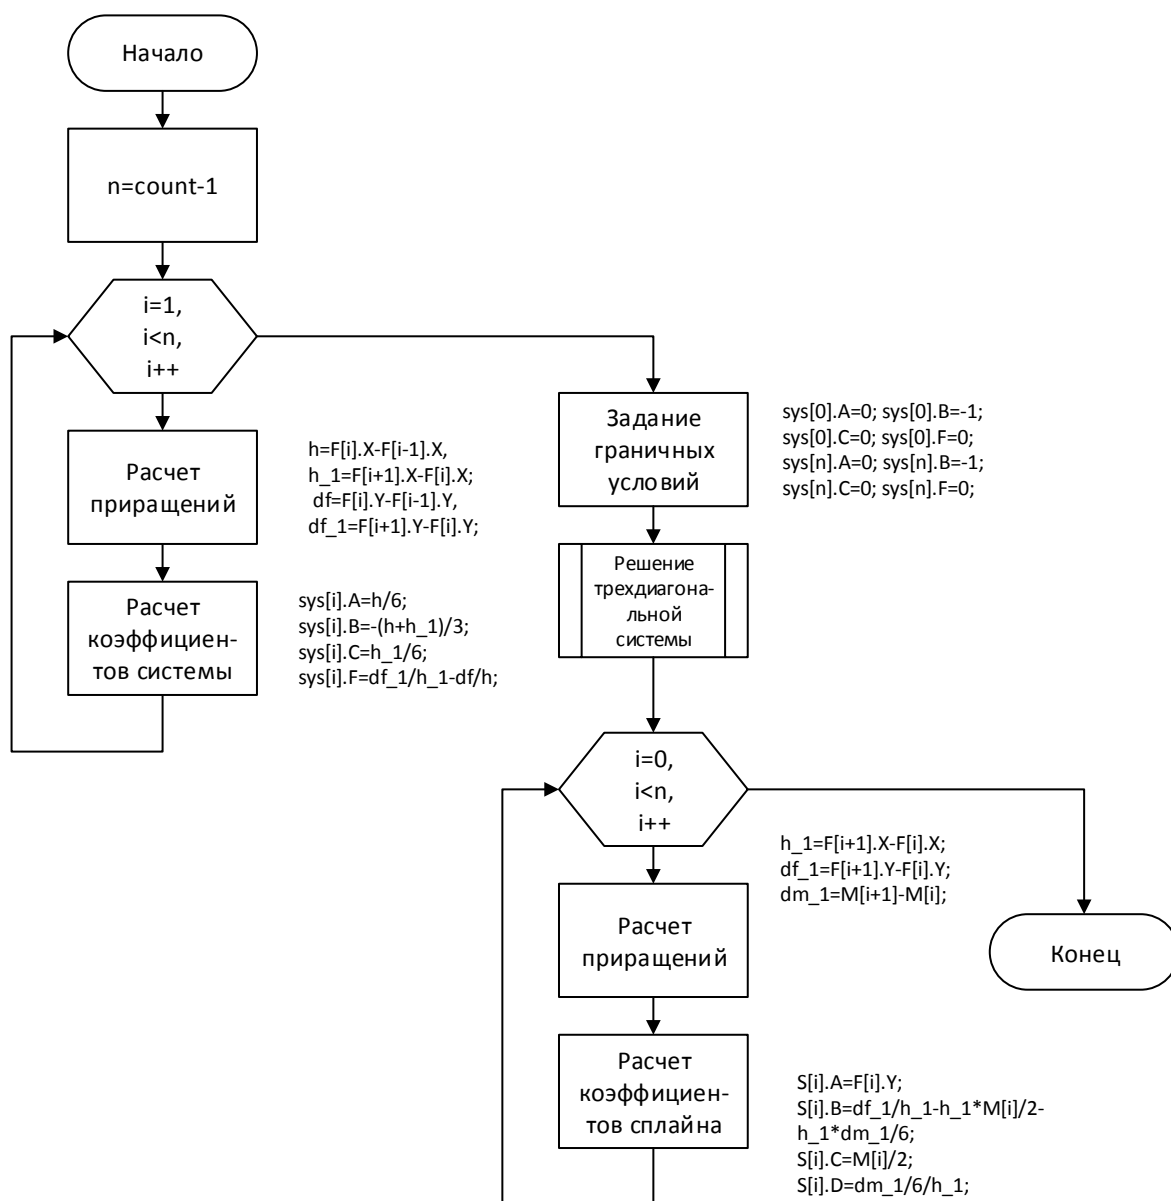 Начало
n=count-1
i=1,
i<n,
i++
Расчет
приращений
h=F[i].X-F[i-1].X,
h_1=F[i+1].X-F[i].X;
df=F[i].Y-F[i-1].Y,
df_1=F[i+1].Y-F[i].Y;
Расчет
коэффициен-
тов системы
sys[i].A=h/6;
sys[i].B=-(h+h_1)/3;
sys[i].C=h_1/6;
sys[i].F=df_1/h_1-df/h;
Задание
граничных
условий
sys[0].A=0; sys[0].B=-1;
sys[0].C=0; sys[0].F=0;
sys[n].A=0; sys[n].B=-1;
sys[n].C=0; sys[n].F=0;
Решение
трехдиагона-
льной
системы
i=0,
i<n,
i++
h_1=F[i+1].X-F[i].X;
df_1=F[i+1].Y-F[i].Y;
dm_1=M[i+1]-M[i];
Расчет
приращений
Конец
Расчет
коэффициен-
тов сплайна
S[i].A=F[i].Y;
S[i].B=df_1/h_1-h_1*M[i]/2-
h_1*dm_1/6;
S[i].C=M[i]/2;
S[i].D=dm_1/6/h_1;